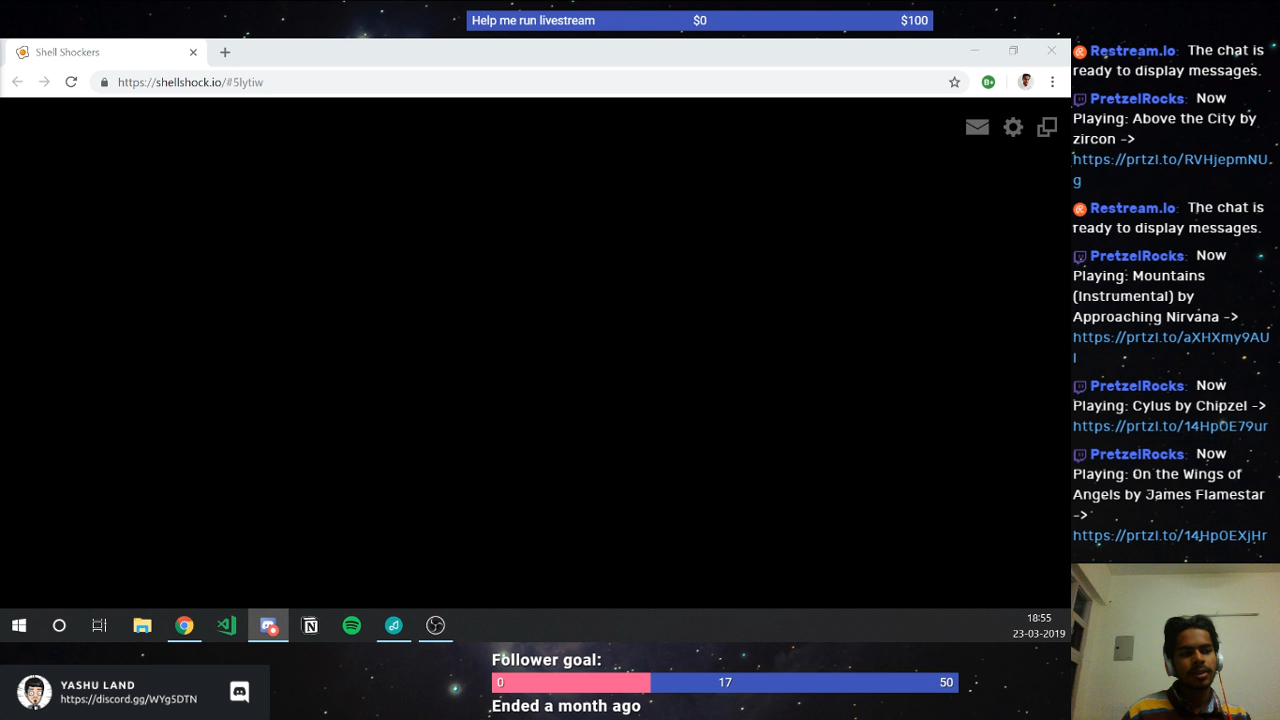 Help me run livestream $0 $100
Shell Shockers
https://shellshock.io/#5lytiw
Restream.Io: The chat is
ready to display messages.
PretzelRocks: Now
Playing: Above the City by
zircon ->
https://prtzl.to/RVHjepmNU
g
Restream.Io: The chat is
ready to display messages.
PretzelRocks: Now
Playing: Mountains
(Instrumental) by
Approaching Nirvana ->
https://prtzl.to/aXHXmy9AU
l
PretzelRocks: Now
Playing: Cylus by Chipzel ->
https://prtzl.to/14HpOE79ur
PretzelRocks: Now
Playing: On the Wings of
Angels by James Flamestar
->
https://prtzl.to/14HpOEXjHr
18:55
23-03-2019
YASHU LAND
https://discord.gg/WYg5DTN
Follower goal:
0 17 50
Ended a month ago